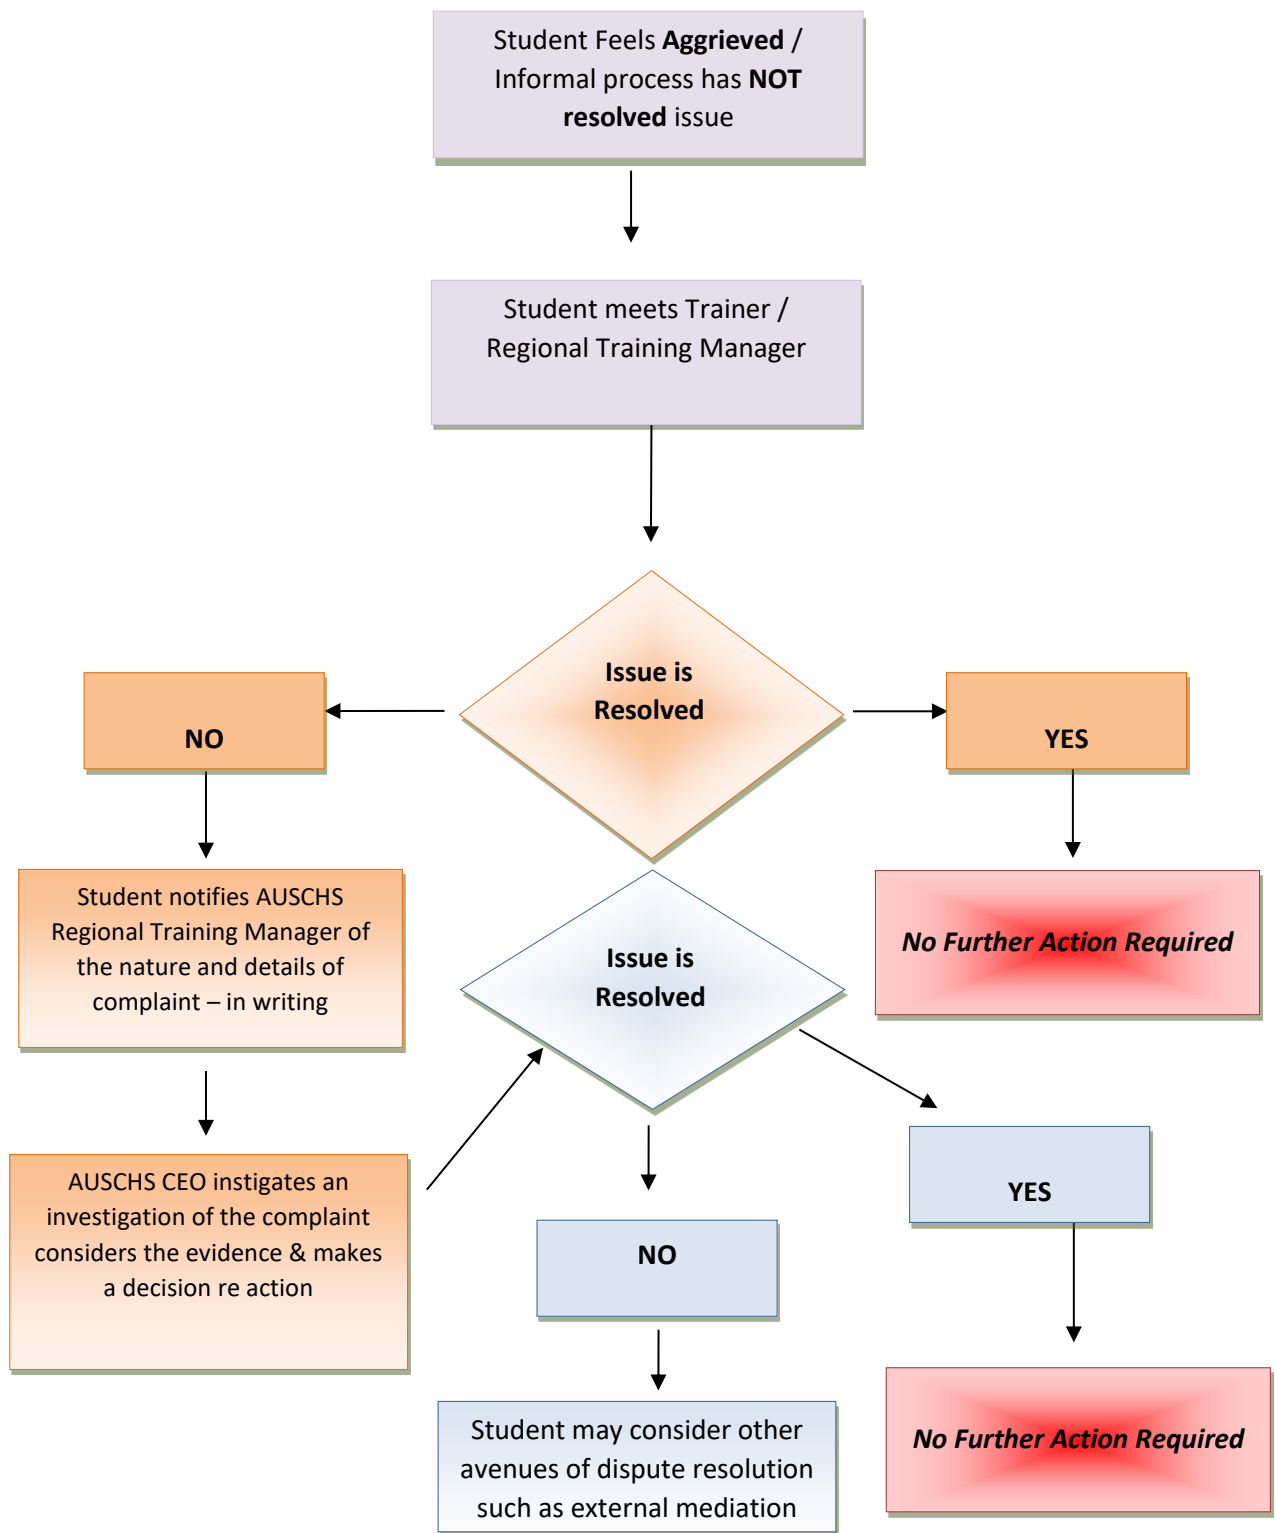 Student Feels Aggrieved /
Informal process has NOT
resolved issue
Student meets Trainer /
Regional Training Manager
Issue is
Resolved
NO
YES
Student notifies AUSCHS
Regional Training Manager of
the nature and details of
complaint – in writing
No Further Action Required
Issue is
Resolved
AUSCHS CEO instigates an
investigation of the complaint
considers the evidence & makes
a decision re action
YES
NO
No Further Action Required
Student may consider other
avenues of dispute resolution
such as external mediation